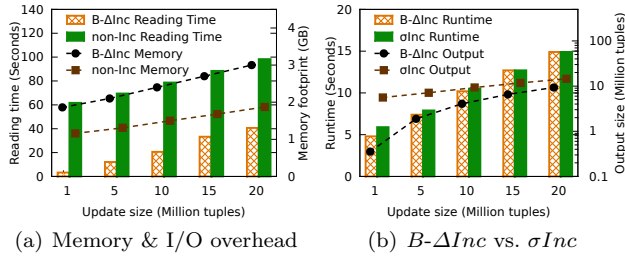 B-ΔInc Reading Time
non-Inc Reading Time
B-ΔInc Memory
non-Inc Memory
Reading time (Seconds)
140
120
100
80
60
40
20
0
4
3
2
1
0
Memory footprint (GB)
1 5 10 15 20
Update size (Million tuples)
(a) Memory & I/O overhead
B-ΔInc Runtime
σInc Runtime
B-ΔInc Output
σInc Output
Runtime (Seconds)
20
15
10
5
0
100
10
1
0.1
Output size (M tuples)
1 5 10 15 20
Update size (Million tuples)
(b) B-ΔInc vs. σInc